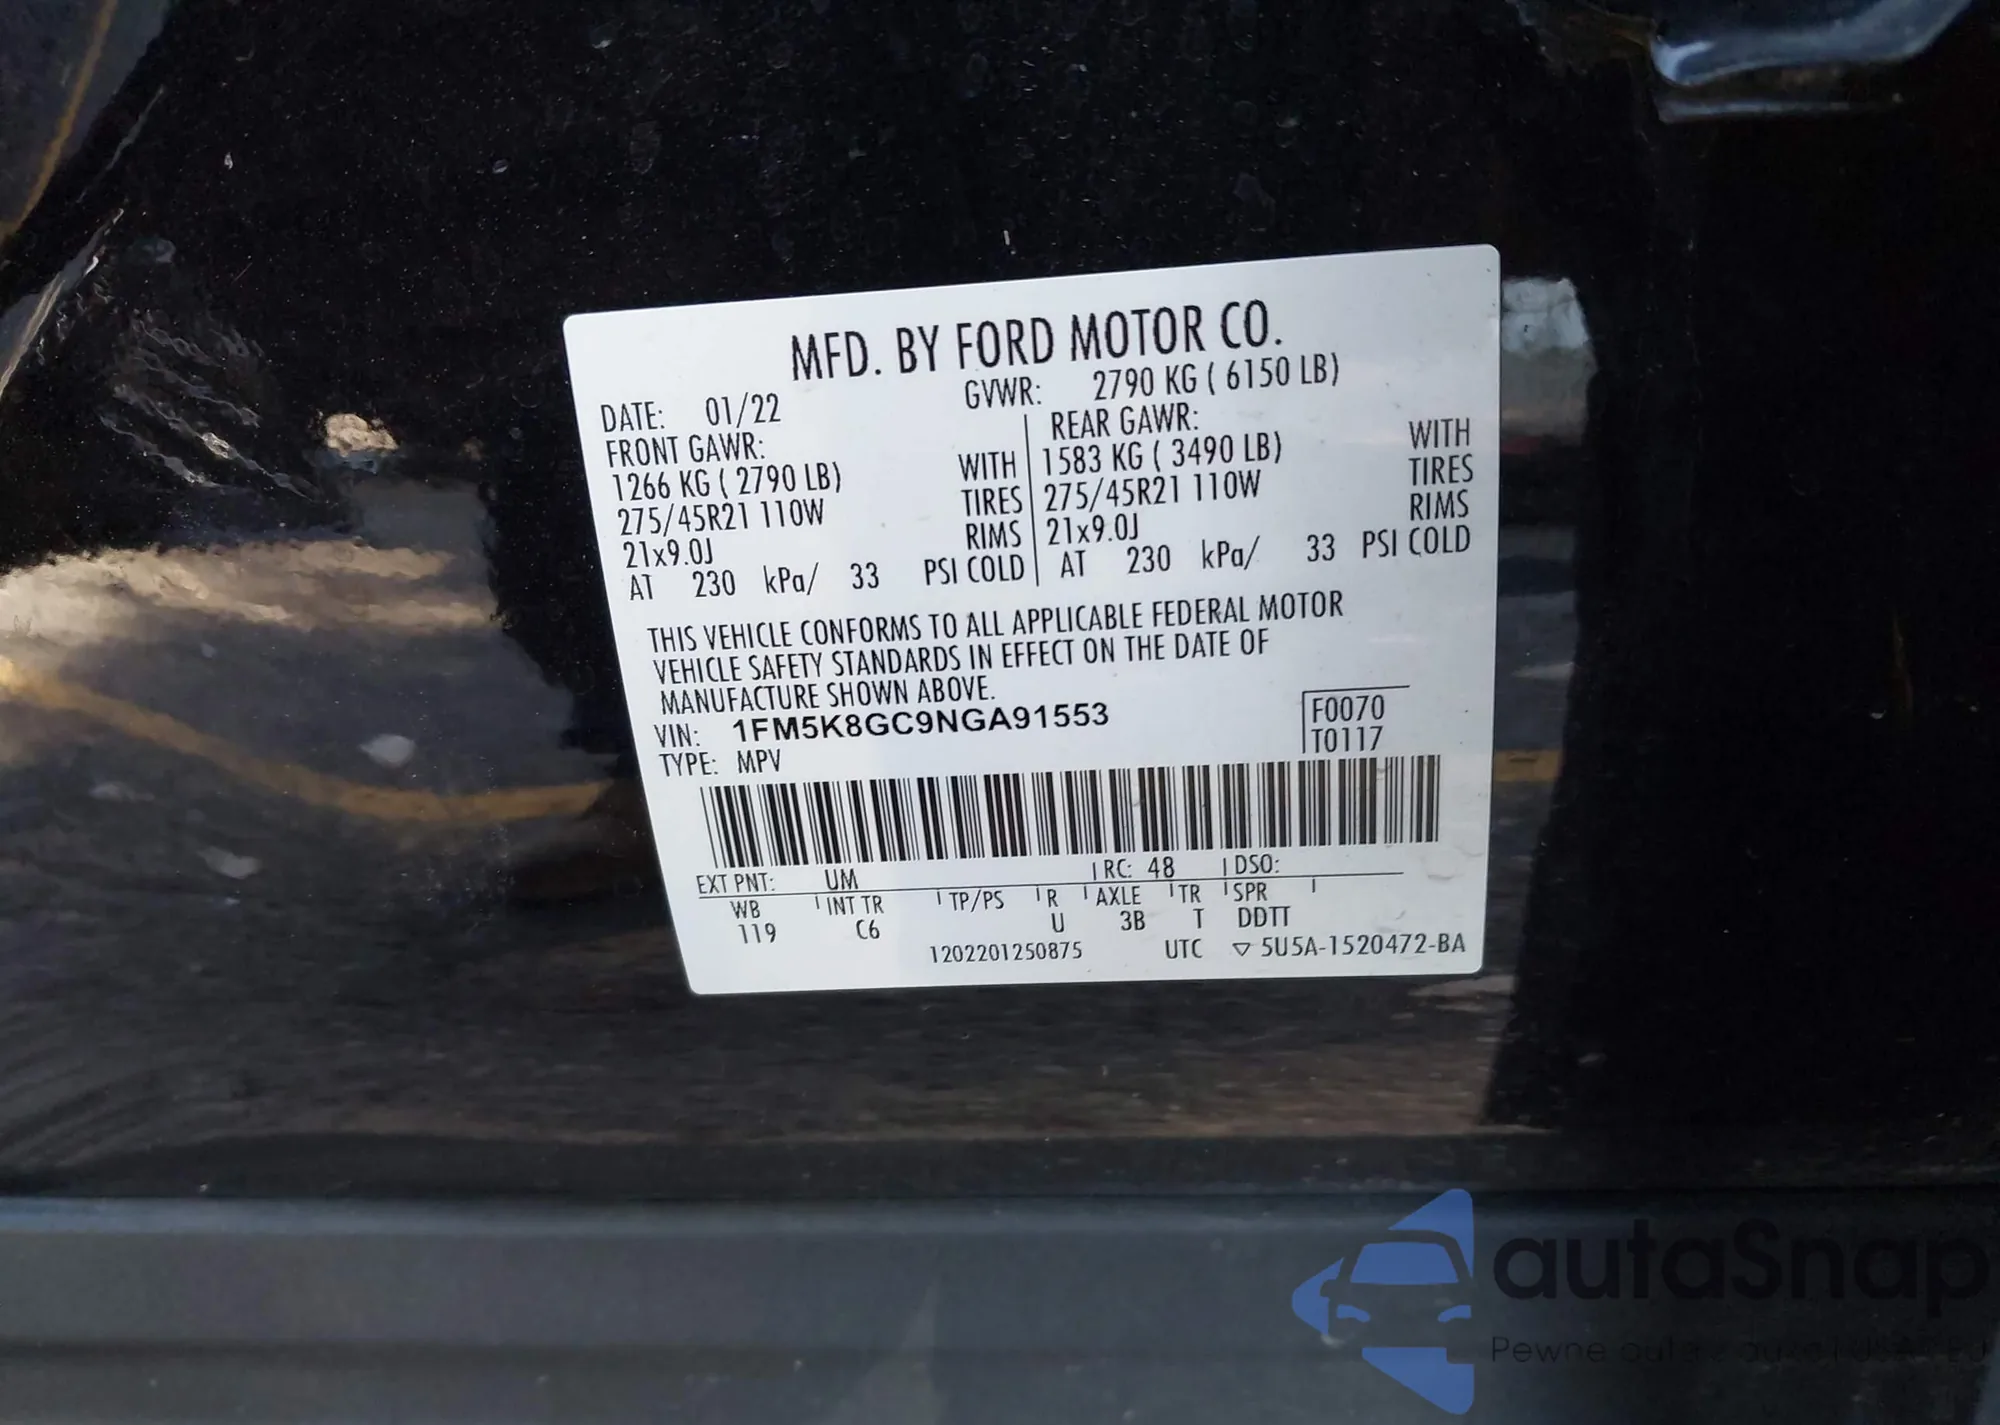 MFD. BY FORD MOTOR CO.
DATE: 01/22 GVWR: 2790 KG ( 6150 LB)
FRONT GAWR: REAR GAWR:
1266 KG ( 2790 LB) WITH 1583 KG ( 3490 LB) WITH
275/45R21 110W TIRES 275/45R21 110W TIRES
21x9.0J RIMS 21x9.0J RIMS
AT 230 kPa/ 33 PSI COLD AT 230 kPa/ 33 PSI COLD
THIS VEHICLE CONFORMS TO ALL APPLICABLE FEDERAL MOTOR
VEHICLE SAFETY STANDARDS IN EFFECT ON THE DATE OF
MANUFACTURE SHOWN ABOVE.
VIN: 1FM5K8GC9NGA91553 F0070
TYPE: MPV T0117
EXT PNT: UM RC: 48 DSO:
WB INT TR TP/PS R AXLE TR SPR
119 C6 U 3B T DDTT
1202201250875 UTC ▽ 5U5A-1520472-BA
autaSnap
Pewne auta z aukcji USA i EU